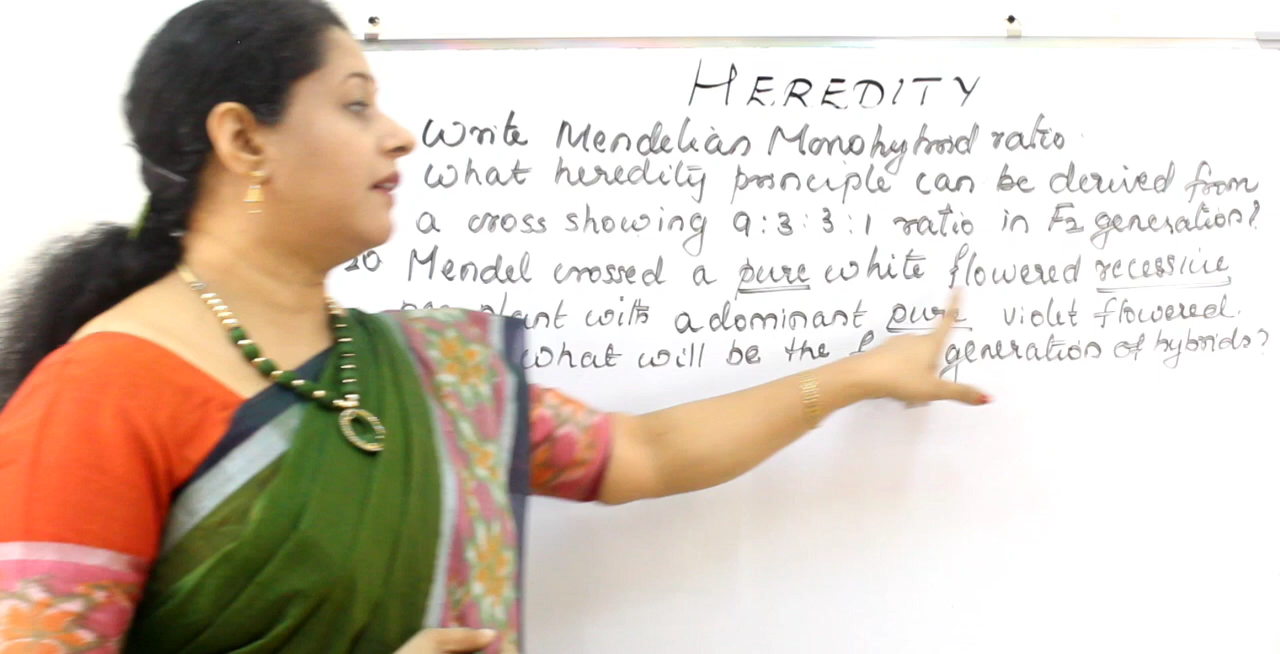 HEREDITY
Write Mendelian Monohybrid ratio.
What heredity principle can be derived from
a cross showing 9:3:3:1 ratio in F2 generation?
20 Mendel crossed a pure white flowered recessive
plant with a dominant pure violet flowered.
what will be the generation of hybrids?